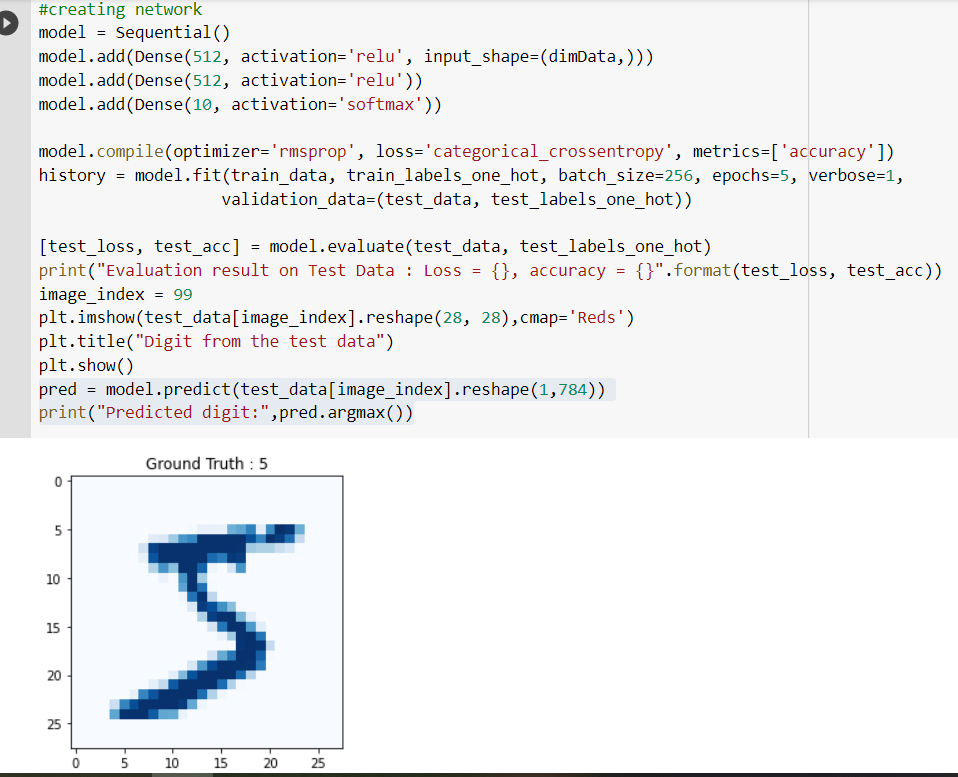 #creating network
model = Sequential()
model.add(Dense(512, activation='relu', input_shape=(dimData,)))
model.add(Dense(512, activation='relu'))
model.add(Dense(10, activation='softmax'))
model.compile(optimizer='rmsprop', loss='categorical_crossentropy', metrics=['accuracy'])
history = model.fit(train_data, train_labels_one_hot, batch_size=256, epochs=5, verbose=1,
validation_data=(test_data, test_labels_one_hot))
[test_loss, test_acc] = model.evaluate(test_data, test_labels_one_hot)
print("Evaluation result on Test Data : Loss = {}, accuracy = {}".format(test_loss, test_acc))
image_index = 99
plt.imshow(test_data[image_index].reshape(28, 28),cmap='Reds')
plt.title("Digit from the test data")
plt.show()
pred = model.predict(test_data[image_index].reshape(1,784))
print("Predicted digit:",pred.argmax())
Ground Truth : 5
0
5
10
15
20
25
0 5 10 15 20 25